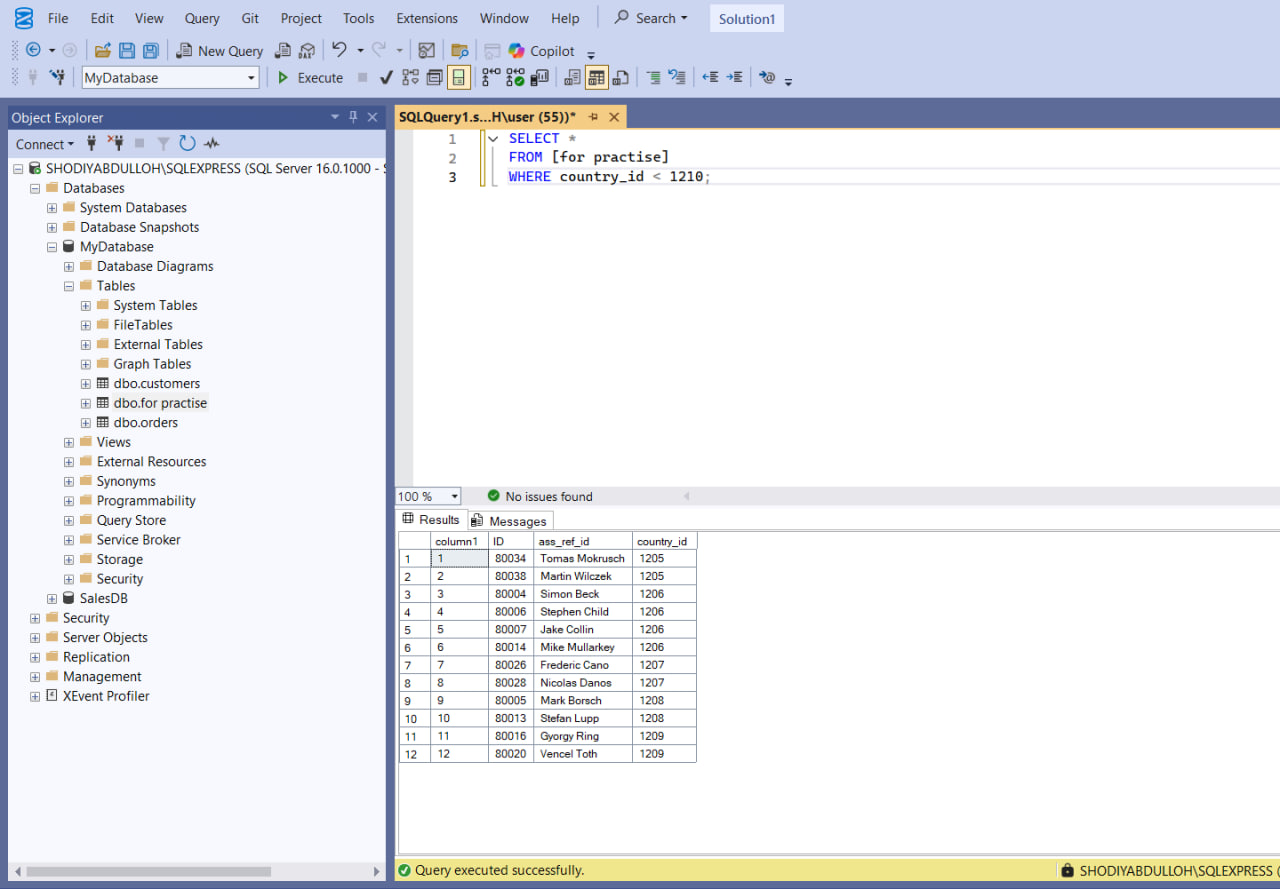 File Edit View Query Git Project Tools Extensions Window Help Search Solution1
New Query DAX Copilot
MyDatabase Execute
Object Explorer
Connect
SHODIYABDULLOH\SQLEXPRESS (SQL Server 16.0.1000 - S
Databases
System Databases
Database Snapshots
MyDatabase
Database Diagrams
Tables
System Tables
FileTables
External Tables
Graph Tables
dbo.customers
dbo.for practise
dbo.orders
Views
External Resources
Synonyms
Programmability
Query Store
Service Broker
Storage
Security
SalesDB
Security
Server Objects
Replication
Management
XEvent Profiler
SQLQuery1.s...H\user (55))*
1 SELECT *
2 FROM [for practise]
3 WHERE country_id < 1210;
100 % No issues found
Results Messages
column1 ID ass_ref_id country_id
1 1 80034 Tomas Mokrusch 1205
2 2 80038 Martin Wilczek 1205
3 3 80004 Simon Beck 1206
4 4 80006 Stephen Child 1206
5 5 80007 Jake Collin 1206
6 6 80014 Mike Mullarkey 1206
7 7 80026 Frederic Cano 1207
8 8 80028 Nicolas Danos 1207
9 9 80005 Mark Borsch 1208
10 10 80013 Stefan Lupp 1208
11 11 80016 Gyorgy Ring 1209
12 12 80020 Vencel Toth 1209
Query executed successfully. SHODIYABDULLOH\SQLEXPRESS (